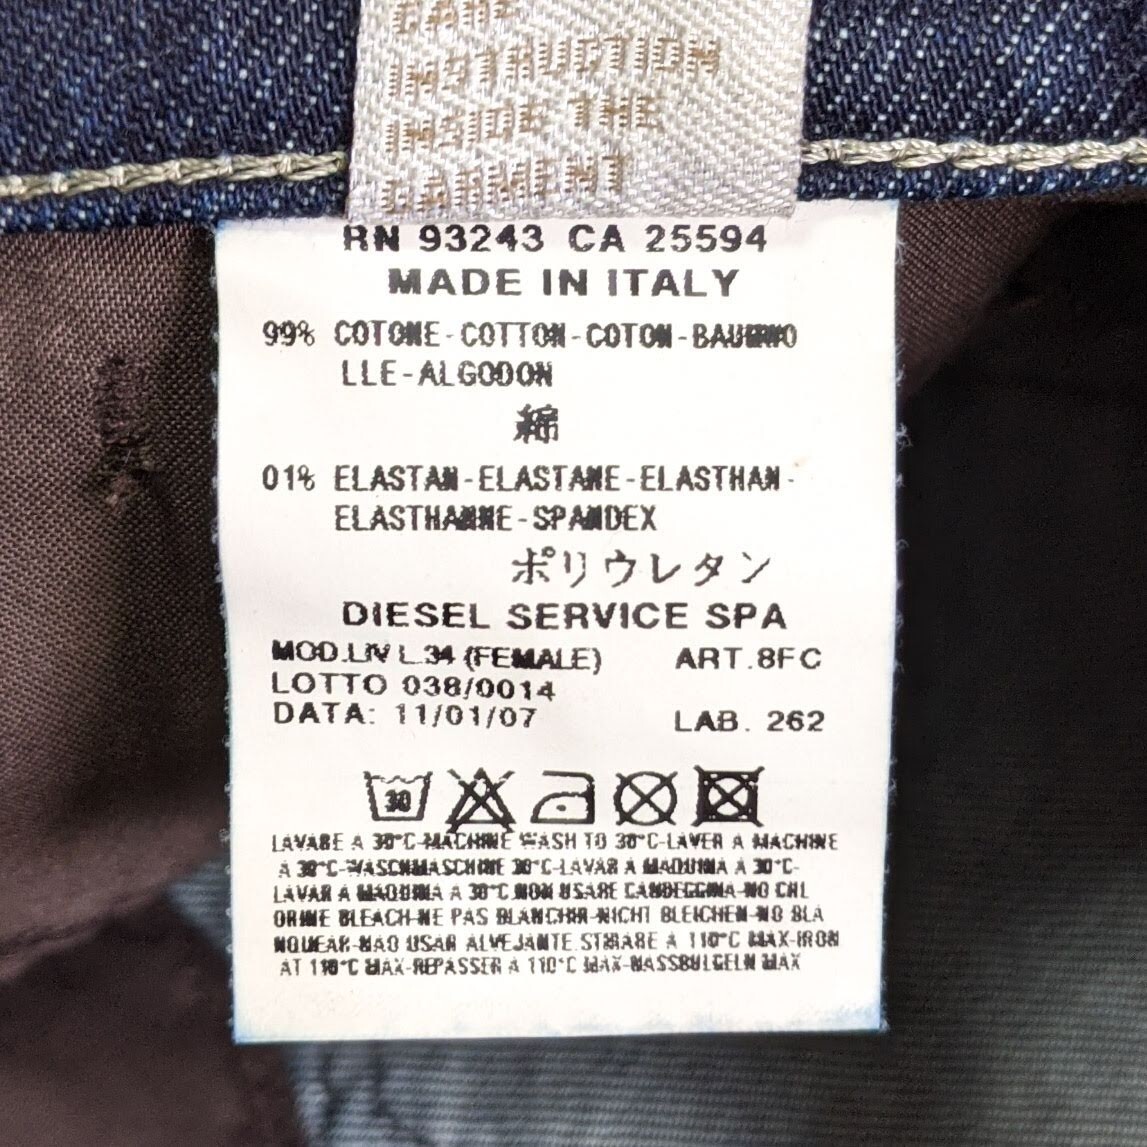 INSTRUCTION
INSIDE THE
GARMENT
RN 93243 CA 25594
MADE IN ITALY
99% COTONE-COTTON-COTON-BAUMWO
LLE-ALGODON
綿
01% ELASTAN-ELASTANE-ELASTHAN-
ELASTHANNE-SPANDEX
ポリウレタン
DIESEL SERVICE SPA
MOD.LIV L.34 (FEMALE) ART.8FC
LOTTO 038/0014
DATA: 11/01/07 LAB. 262
30
LAVARE A 30°C-MACHINE WASH TO 30°C-LAVER A MACHINE
A 30°C-WASCHMASCHINE 30°C-LAVAR A MAQUINA A 30°C-
LAVAR A MAQUINA A 30°C.NON USARE CANDEGGINA-NO CHL
ORINE BLEACH-NE PAS BLANCHIR-NICHT BLEICHEN-NO BLA
NQUEAR-NAO USAR ALVEJANTE.STIRARE A 110°C MAX-IRON
AT 110°C MAX-REPASSER A 110°C MAX-MASSBULGELN MAX